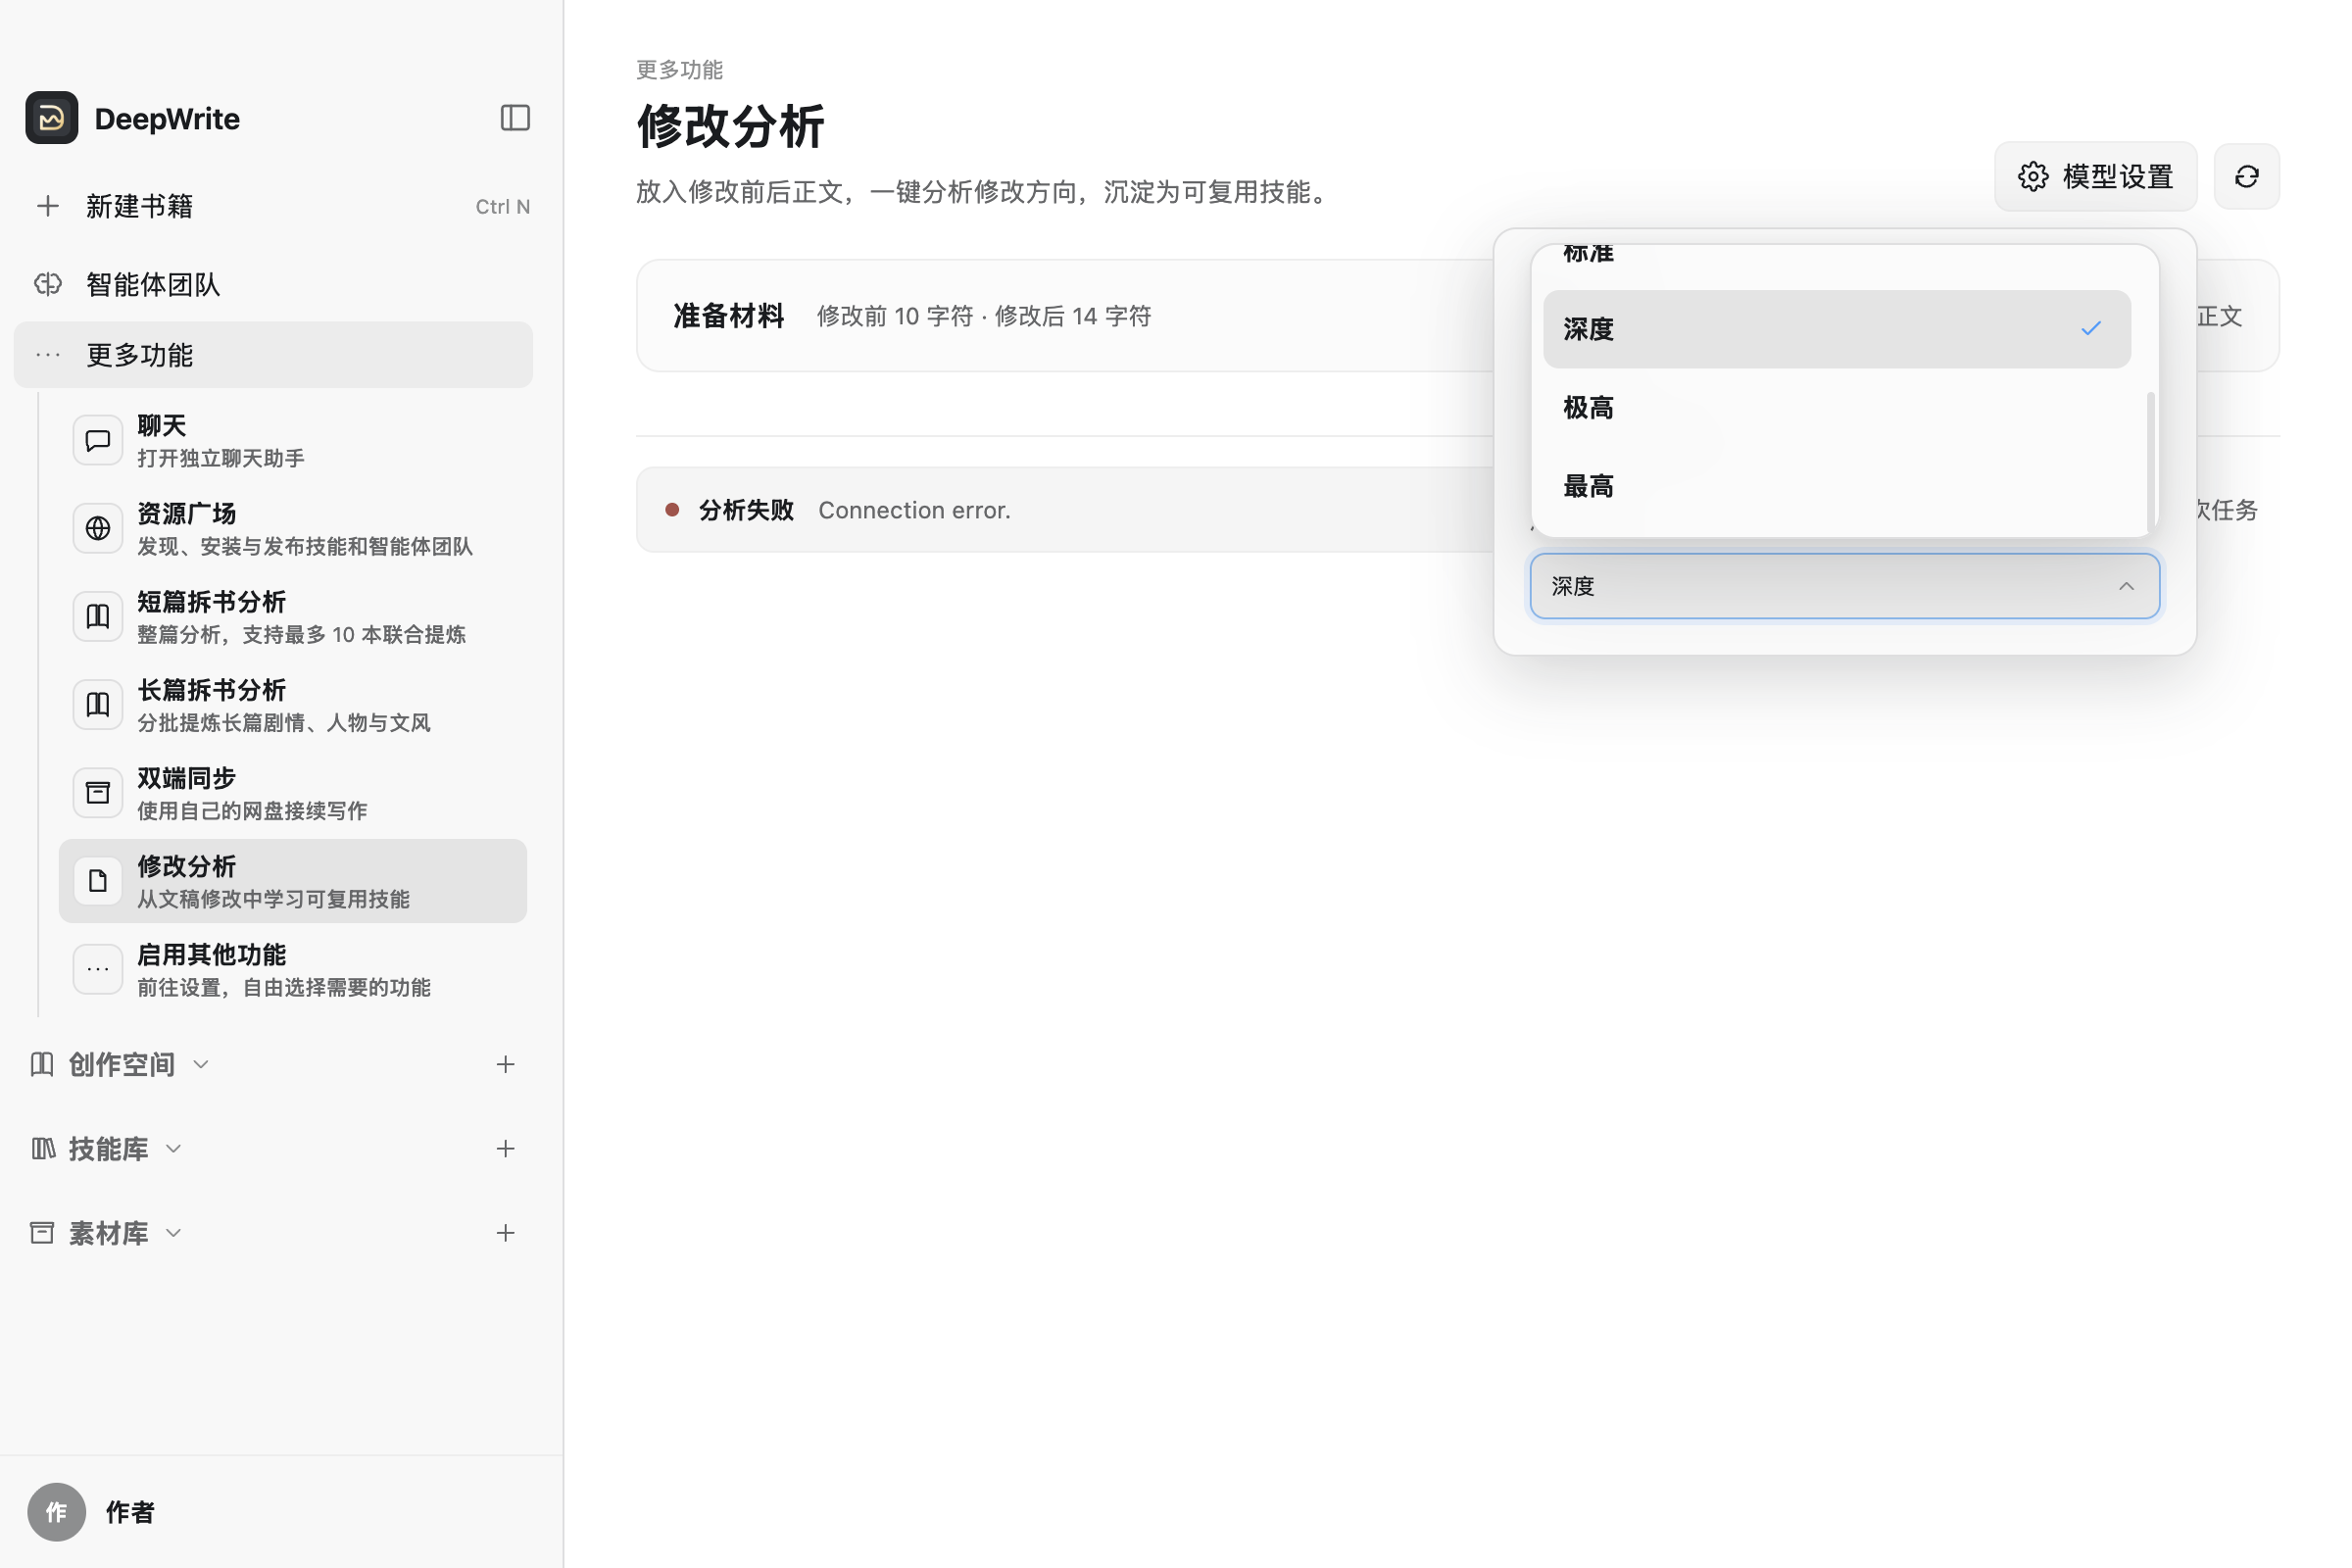 DeepWrite
新建书籍 Ctrl N
智能体团队
更多功能
聊天
打开独立聊天助手
资源广场
发现、安装与发布技能和智能体团队
短篇拆书分析
整篇分析，支持最多 10 本联合提炼
长篇拆书分析
分批提炼长篇剧情、人物与文风
双端同步
使用自己的网盘接续写作
修改分析
从文稿修改中学习可复用技能
启用其他功能
前往设置，自由选择需要的功能
创作空间
技能库
素材库
作 作者
更多功能
修改分析
放入修改前后正文，一键分析修改方向，沉淀为可复用技能。
模型设置
准备材料 修改前 10 字符 · 修改后 14 字符
正文
分析失败 Connection error.
次任务
标准
深度
极高
最高
深度